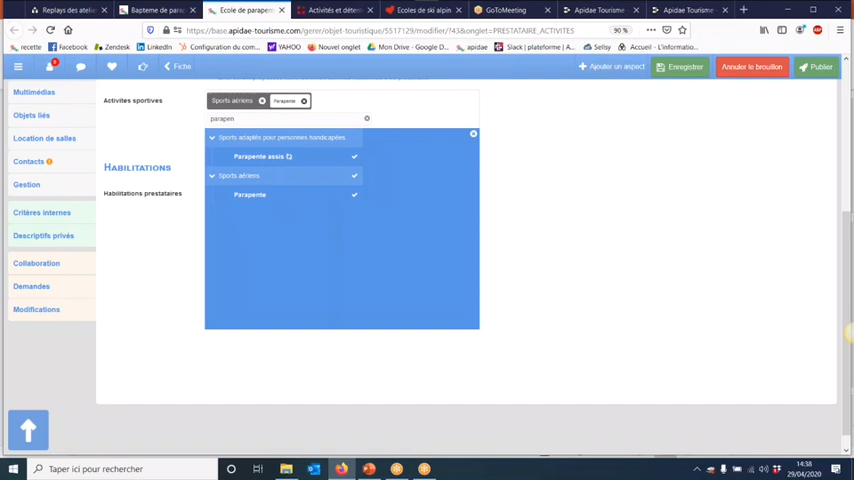 Replays des atelie
Bapteme de parap
Ecole de parapen
Activités et déten
Ecoles de ski alpin
GoToMeeting
Apidae Tourisme -
Apidae Tourisme -
https://base.apidae-tourisme.com/gerer/objet-touristique/5517129/modifier/?43&onglet=PRESTATAIRE_ACTIVITES
90 %
recette
Facebook
Zendesk
LinkedIn
Configuration du com...
YAHOO
Nouvel onglet
Mon Drive - Google D...
apidae
Slack | plateforme | A...
Sellsy
Accueil - L'informatio...
Fiche
Ajouter un aspect
Enregistrer
Annuler le brouillon
Publier
Multimédias
Objets liés
Location de salles
Contacts
Gestion
Critères internes
Descriptifs privés
Collaboration
Demandes
Modifications
Activités sportives
Sports aériens
Parapente
parapen
Sports adaptés pour personnes handicapées
Parapente assis
Sports aériens
Parapente
HABILITATIONS
Habilitations prestataires
Taper ici pour rechercher
14:38
29/04/2020